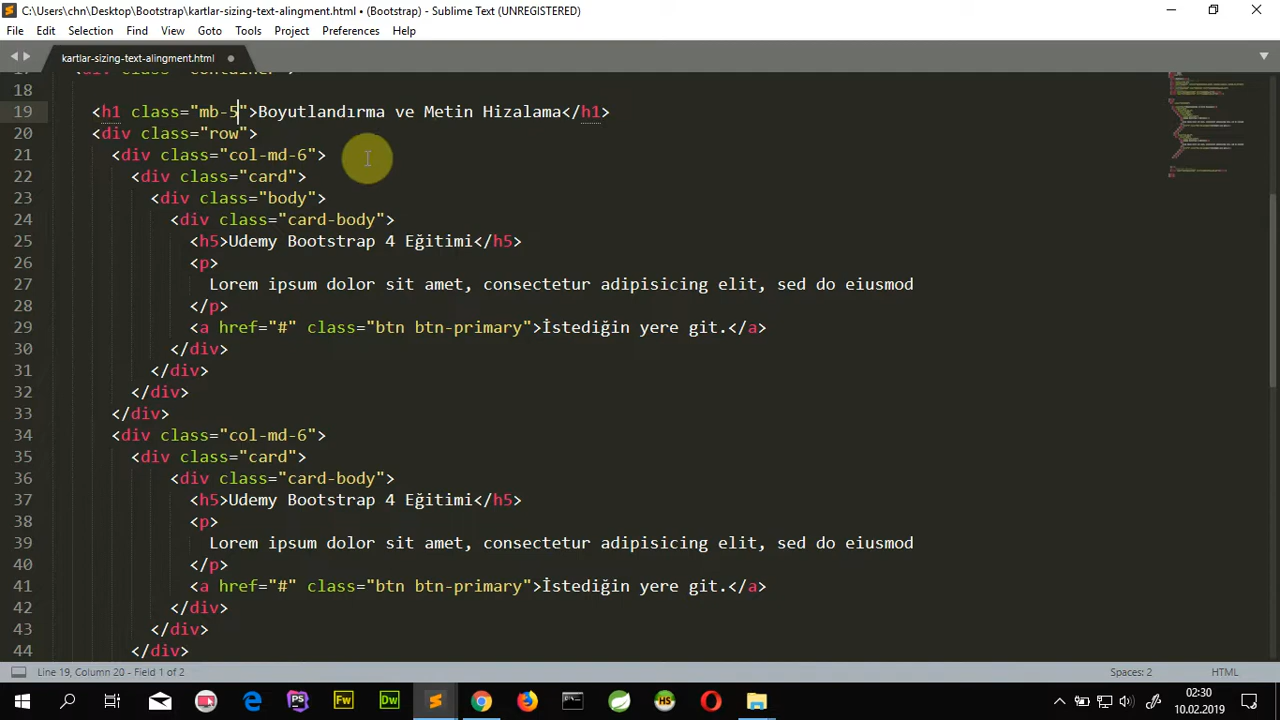 C:\Users\chn\Desktop\Bootstrap\kartlar-sizing-text-alingment.html • (Bootstrap) - Sublime Text (UNREGISTERED)
File Edit Selection Find View Goto Tools Project Preferences Help
kartlar-sizing-text-alingment.html
17 <div class="container">
18
19 <h1 class="mb-5">Boyutlandırma ve Metin Hizalama</h1>
20 <div class="row">
21 <div class="col-md-6">
22 <div class="card">
23 <div class="body">
24 <div class="card-body">
25 <h5>Udemy Bootstrap 4 Eğitimi</h5>
26 <p>
27 Lorem ipsum dolor sit amet, consectetur adipisicing elit, sed do eiusmod
28 </p>
29 <a href="#" class="btn btn-primary">İstediğin yere git.</a>
30 </div>
31 </div>
32 </div>
33 </div>
34 <div class="col-md-6">
35 <div class="card">
36 <div class="card-body">
37 <h5>Udemy Bootstrap 4 Eğitimi</h5>
38 <p>
39 Lorem ipsum dolor sit amet, consectetur adipisicing elit, sed do eiusmod
40 </p>
41 <a href="#" class="btn btn-primary">İstediğin yere git.</a>
42 </div>
43 </div>
44 </div>
Line 19, Column 20 - Field 1 of 2 Spaces: 2 HTML
PS Fw Dw HS
02:30
10.02.2019